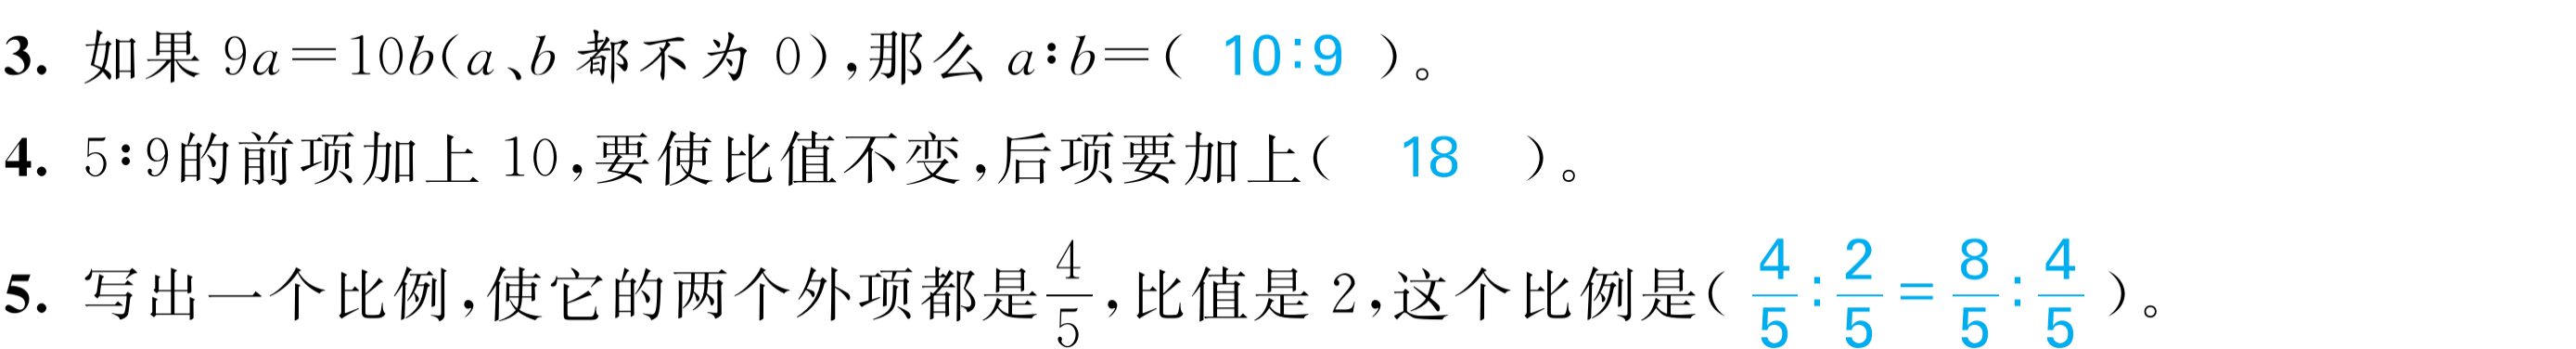 3. 如果 9a=10b(a、b 都不为 0),那么 a∶b=( 10∶9 )。
4. 5∶9的前项加上 10,要使比值不变,后项要加上( 18 )。
5. 写出一个比例,使它的两个外项都是4/5,比值是 2,这个比例是( 4/5∶2/5=8/5∶4/5 )。